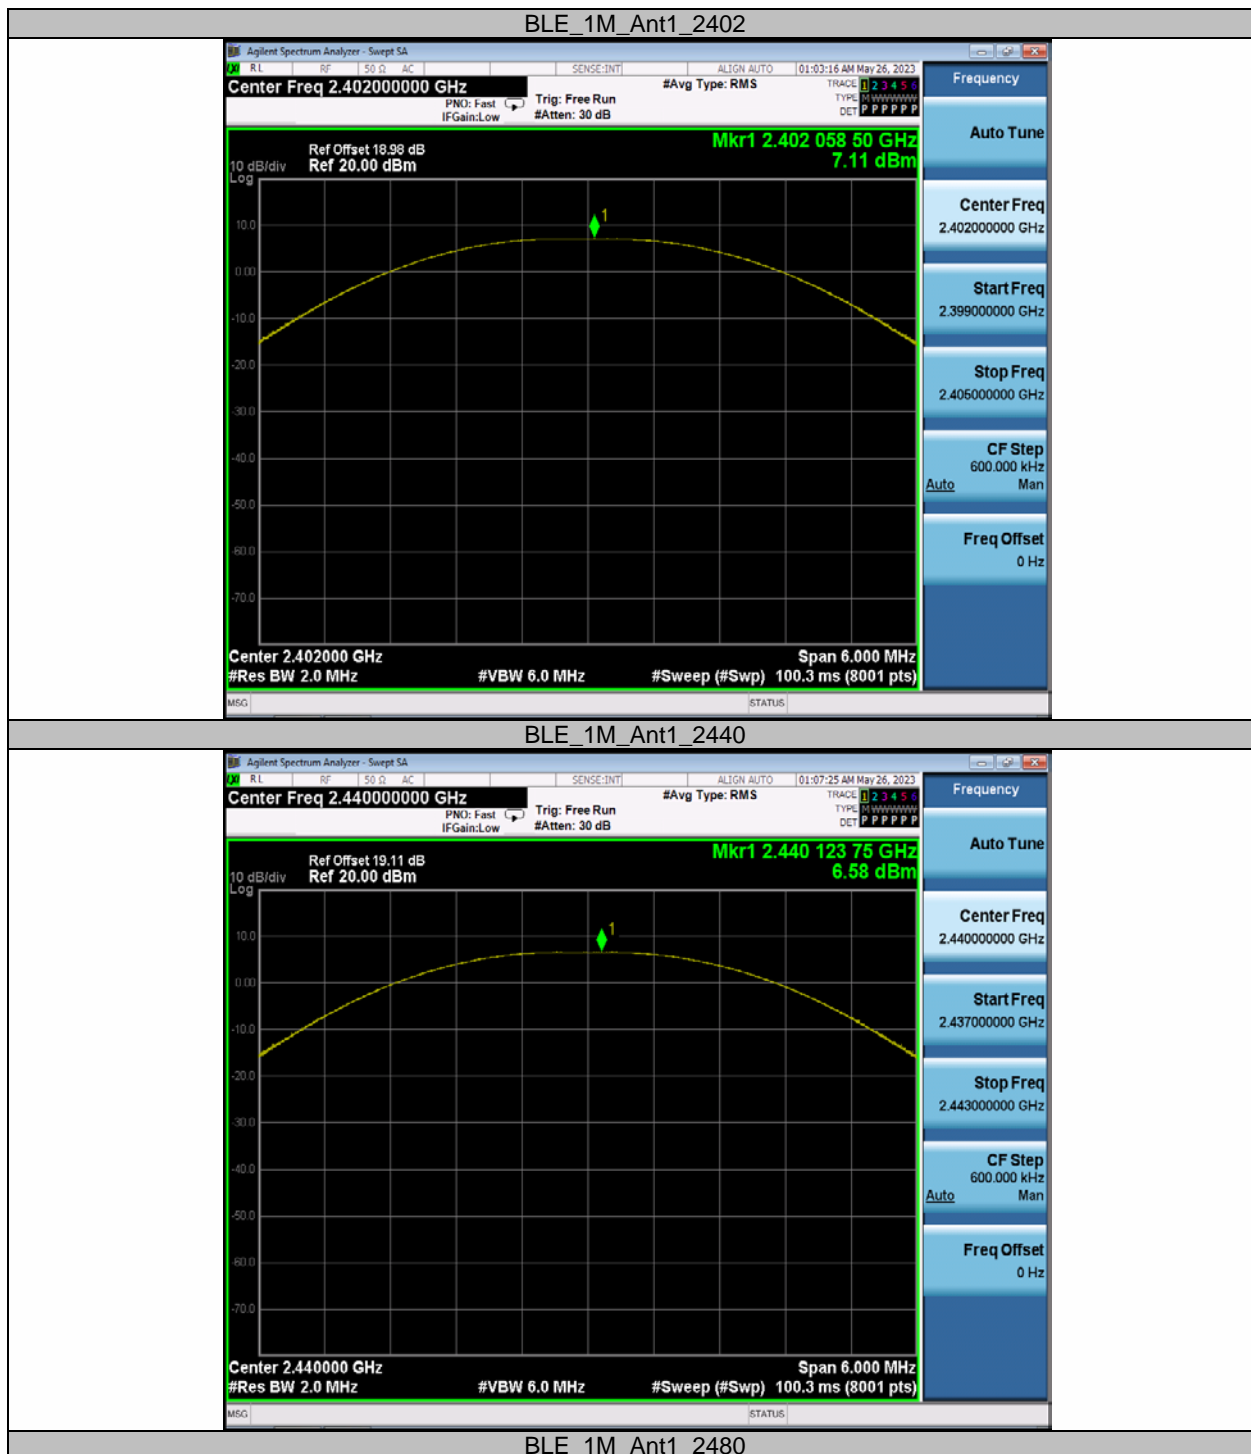 BLE_1M_Ant1_2402
Agilent Spectrum Analyzer - Swept SA
RL RF 50 Ω AC SENSE:INT ALIGN AUTO 01:03:16 AM May 26, 2023
Center Freq 2.402000000 GHz #Avg Type: RMS TRACE 1 2 3 4 5 6
PNO: Fast Trig: Free Run TYPE M WWWWW
IFGain:Low #Atten: 30 dB DET P P P P P P
Frequency
Auto Tune
Mkr1 2.402 058 50 GHz
7.11 dBm
Ref Offset 18.98 dB
10 dB/div Ref 20.00 dBm
Log
1
10.0
0.00
-10.0
-20.0
-30.0
-40.0
-50.0
-60.0
-70.0
Center Freq
2.402000000 GHz
Start Freq
2.399000000 GHz
Stop Freq
2.405000000 GHz
CF Step
600.000 kHz
Auto Man
Freq Offset
0 Hz
Center 2.402000 GHz Span 6.000 MHz
#Res BW 2.0 MHz #VBW 6.0 MHz #Sweep (#Swp) 100.3 ms (8001 pts)
MSG STATUS
BLE_1M_Ant1_2440
Agilent Spectrum Analyzer - Swept SA
RL RF 50 Ω AC SENSE:INT ALIGN AUTO 01:07:25 AM May 26, 2023
Center Freq 2.440000000 GHz #Avg Type: RMS TRACE 1 2 3 4 5 6
PNO: Fast Trig: Free Run TYPE M WWWWW
IFGain:Low #Atten: 30 dB DET P P P P P P
Frequency
Auto Tune
Mkr1 2.440 123 75 GHz
6.58 dBm
Ref Offset 19.11 dB
10 dB/div Ref 20.00 dBm
Log
1
10.0
0.00
-10.0
-20.0
-30.0
-40.0
-50.0
-60.0
-70.0
Center Freq
2.440000000 GHz
Start Freq
2.437000000 GHz
Stop Freq
2.443000000 GHz
CF Step
600.000 kHz
Auto Man
Freq Offset
0 Hz
Center 2.440000 GHz Span 6.000 MHz
#Res BW 2.0 MHz #VBW 6.0 MHz #Sweep (#Swp) 100.3 ms (8001 pts)
MSG STATUS
BLE_1M_Ant1_2480